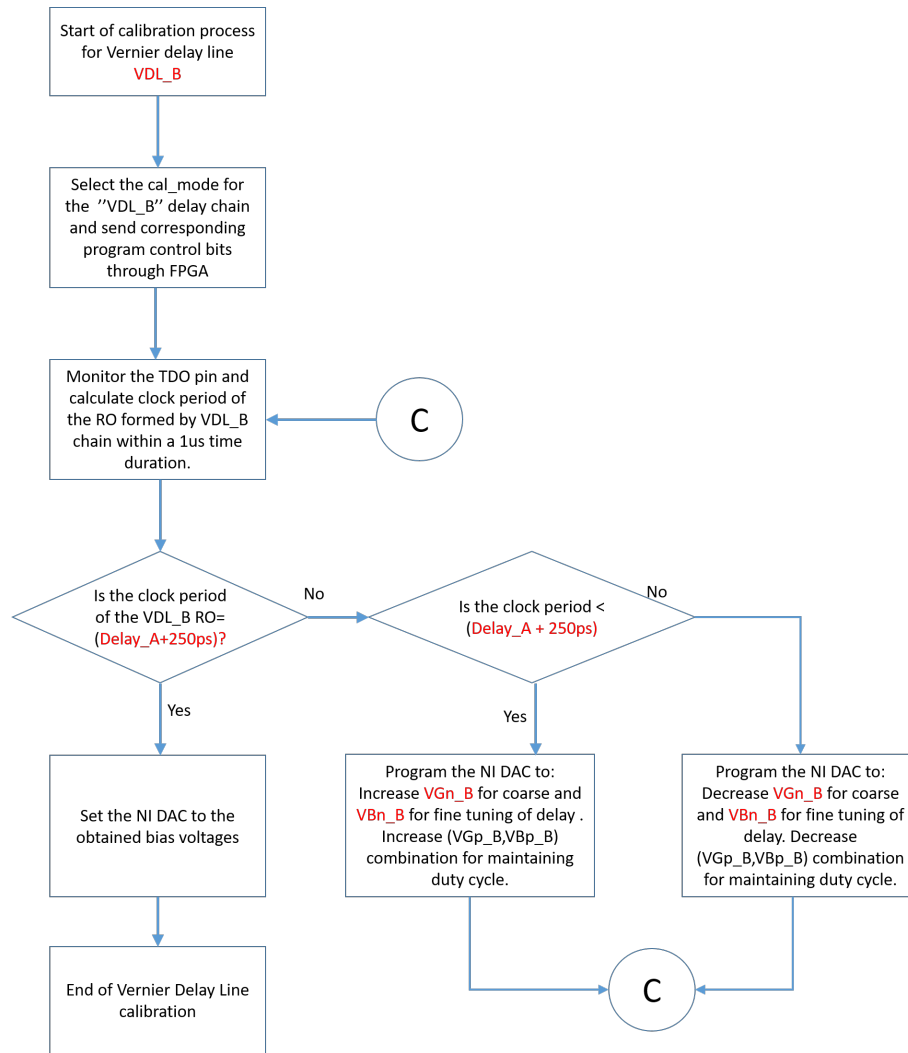 Start of calibration process
for Vernier delay line
VDL_B
Select the cal_mode for
the ’’VDL_B’’ delay chain
and send corresponding
program control bits
through FPGA
Monitor the TDO pin and
calculate clock period of
the RO formed by VDL_B
chain within a 1us time
duration.
C
Is the clock period
of the VDL_B RO=
(Delay_A+250ps)?
No
Is the clock period <
(Delay_A + 250ps)
No
Yes
Yes
Set the NI DAC to the
obtained bias voltages
Program the NI DAC to:
Increase VGn_B for coarse and
VBn_B for fine tuning of delay .
Increase (VGp_B,VBp_B)
combination for maintaining
duty cycle.
Program the NI DAC to:
Decrease VGn_B for coarse
and VBn_B for fine tuning of
delay. Decrease
(VGp_B,VBp_B) combination
for maintaining duty cycle.
End of Vernier Delay Line
calibration
C